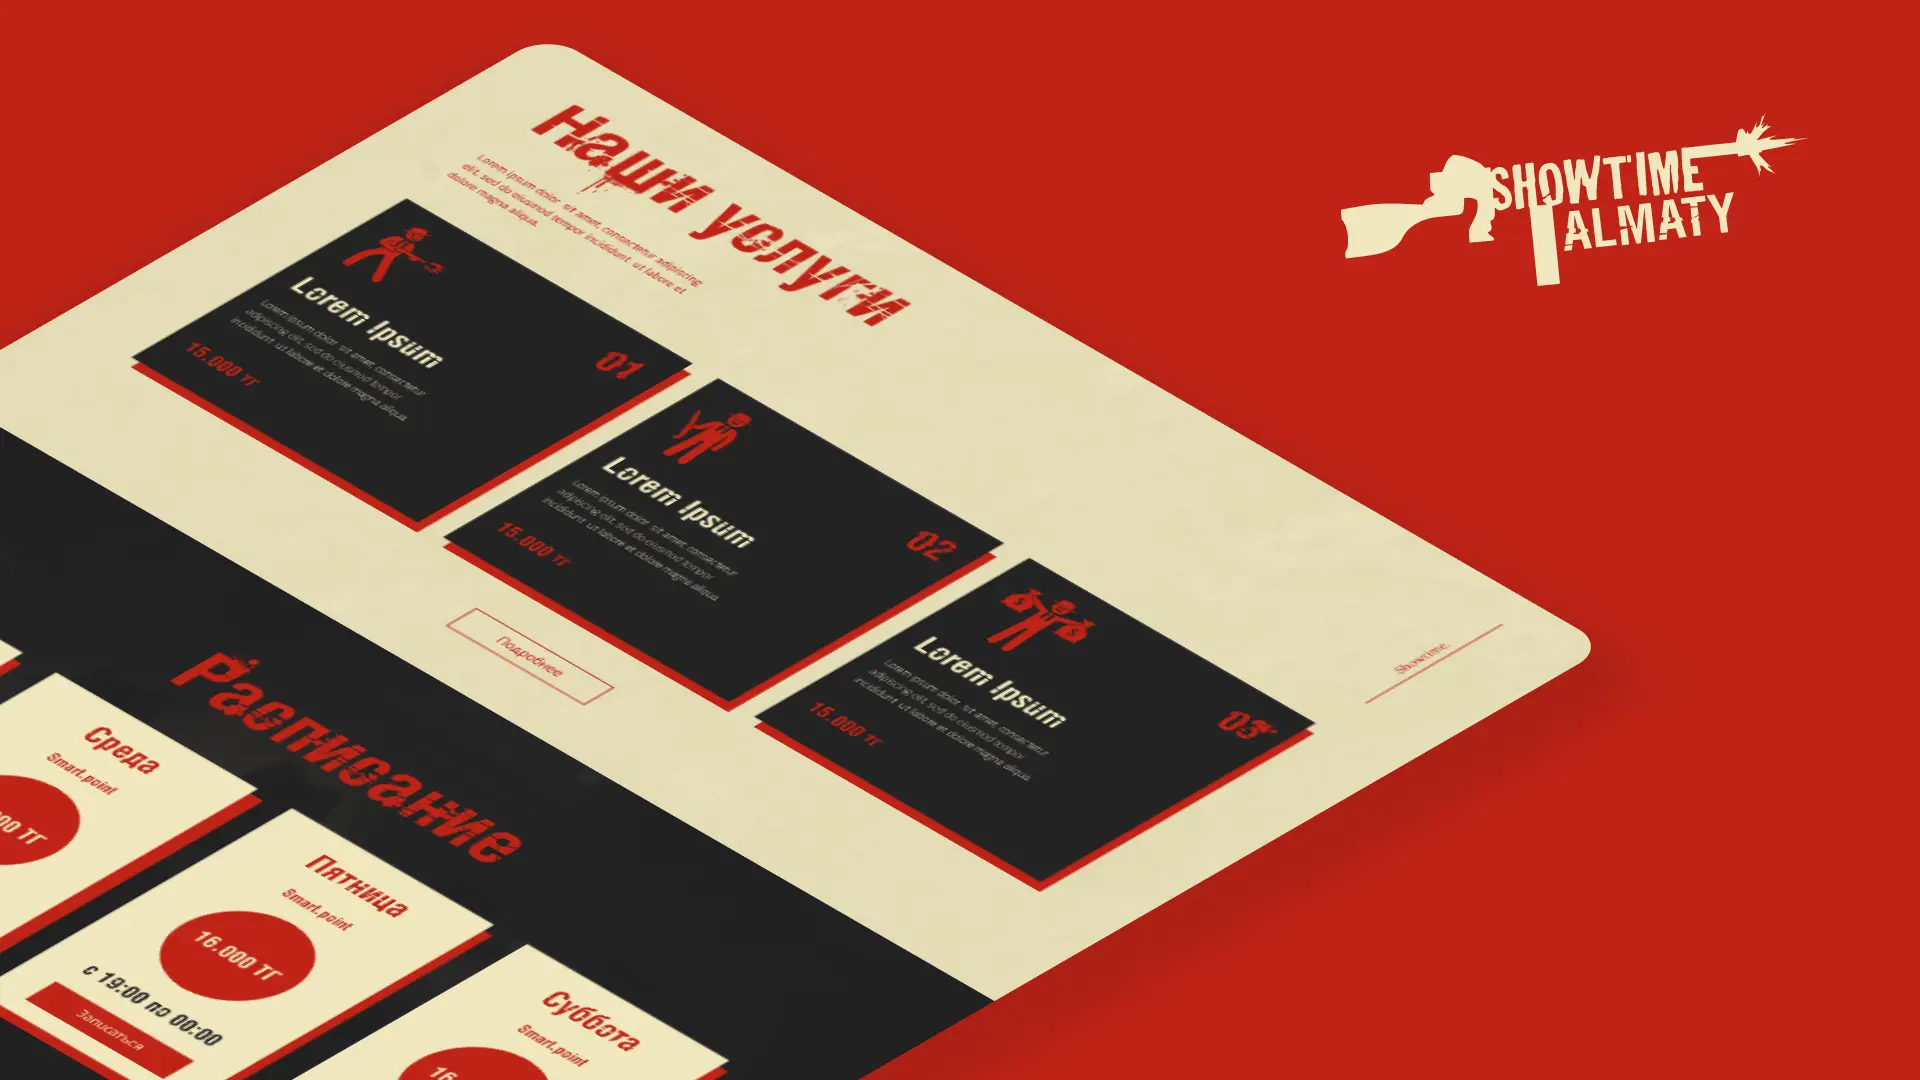 SHOWTIME
ALMATY
Наши услуги
Lorem ipsum dolor sit amet, consectetur adipiscing
elit, sed do eiusmod tempor incididunt ut labore et
dolore magna aliqua.
Lorem Ipsum
Lorem ipsum dolor sit amet, consectetur
adipiscing elit, sed do eiusmod tempor
incididunt ut labore et dolore magna aliqua.
15.000 тг
01
Lorem Ipsum
Lorem ipsum dolor sit amet, consectetur
adipiscing elit, sed do eiusmod tempor
incididunt ut labore et dolore magna aliqua.
15.000 тг
02
Lorem Ipsum
Lorem ipsum dolor sit amet, consectetur
adipiscing elit, sed do eiusmod tempor
incididunt ut labore et dolore magna aliqua.
15.000 тг
03
Подробнее
Showtime
Расписание
Среда
Smart.point
000 ТГ
Пятница
Smart.point
16.000 ТГ
с 19:00 по 00:00
Записаться
Суббота
Smart.point
16